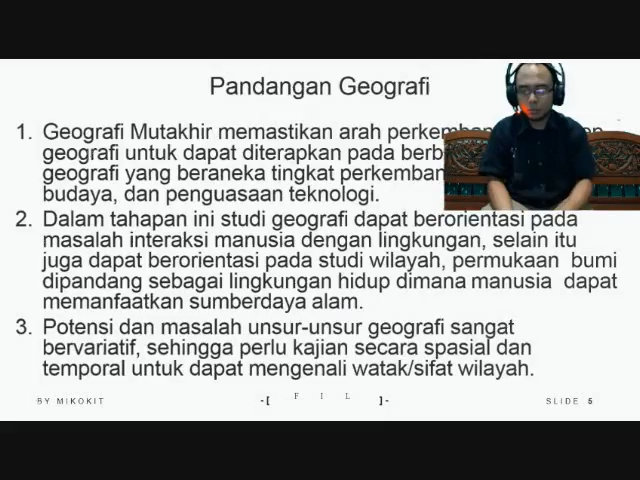 Pandangan Geografi
1. Geografi Mutakhir memastikan arah
geografi untuk dapat diterapkan pada
geografi yang beraneka tingkat
budaya, dan penguasaan teknologi.
2. Dalam tahapan ini studi geografi dapat berorientasi pada
masalah interaksi manusia dengan lingkungan, selain itu
juga dapat berorientasi pada studi wilayah, permukaan bumi
dipandang sebagai lingkungan hidup dimana manusia dapat
memanfaatkan sumberdaya alam.
3. Potensi dan masalah unsur-unsur geografi sangat
bervariatif, sehingga perlu kajian secara spasial dan
temporal untuk dapat mengenali watak/sifat wilayah.
BY MIKOKIT -[ F I L ]- SLIDE 5